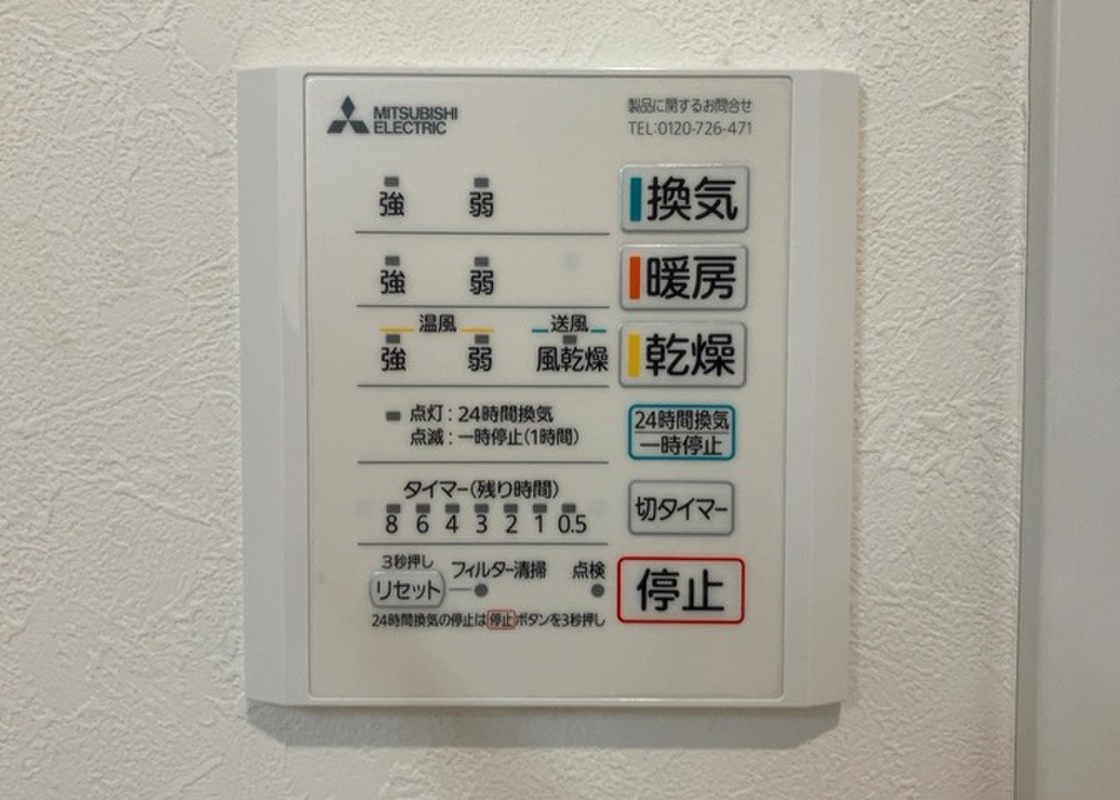 MITSUBISHI
ELECTRIC
製品に関するお問合せ
TEL:0120-726-471
強 弱 換気
強 弱 暖房
温風 送風
強 弱 風乾燥 乾燥
点灯：24時間換気
点滅：一時停止(1時間)
24時間換気
一時停止
タイマー(残り時間)
8 6 4 3 2 1 0.5
切タイマー
3秒押し
リセット フィルター清掃 点検
停止
24時間換気の停止は停止ボタンを3秒押し